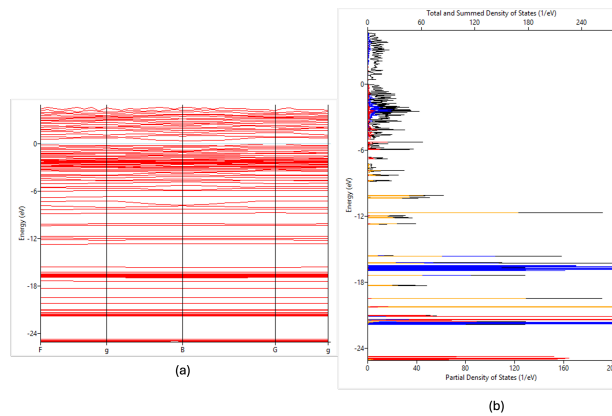 Total and Summed Density of States (1/eV)
0 60 120 180 240
Energy (eV)
0
-6
-12
-18
-24
F g B G g
(a)
Energy (eV)
0
-6
-12
-18
-24
0 40 80 120 160 200
Partial Density of States (1/eV)
(b)